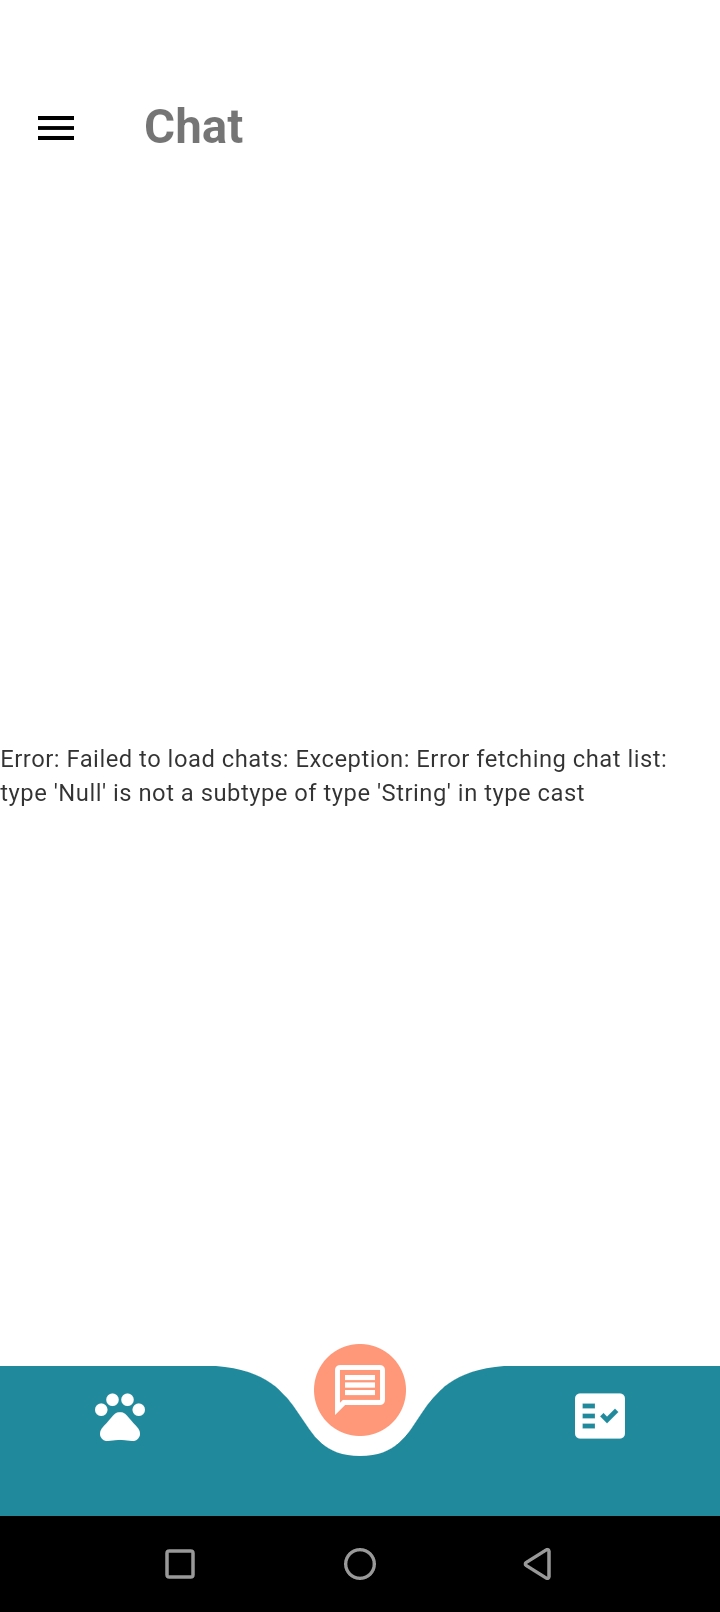 Chat
Error: Failed to load chats: Exception: Error fetching chat list:
type 'Null' is not a subtype of type 'String' in type cast